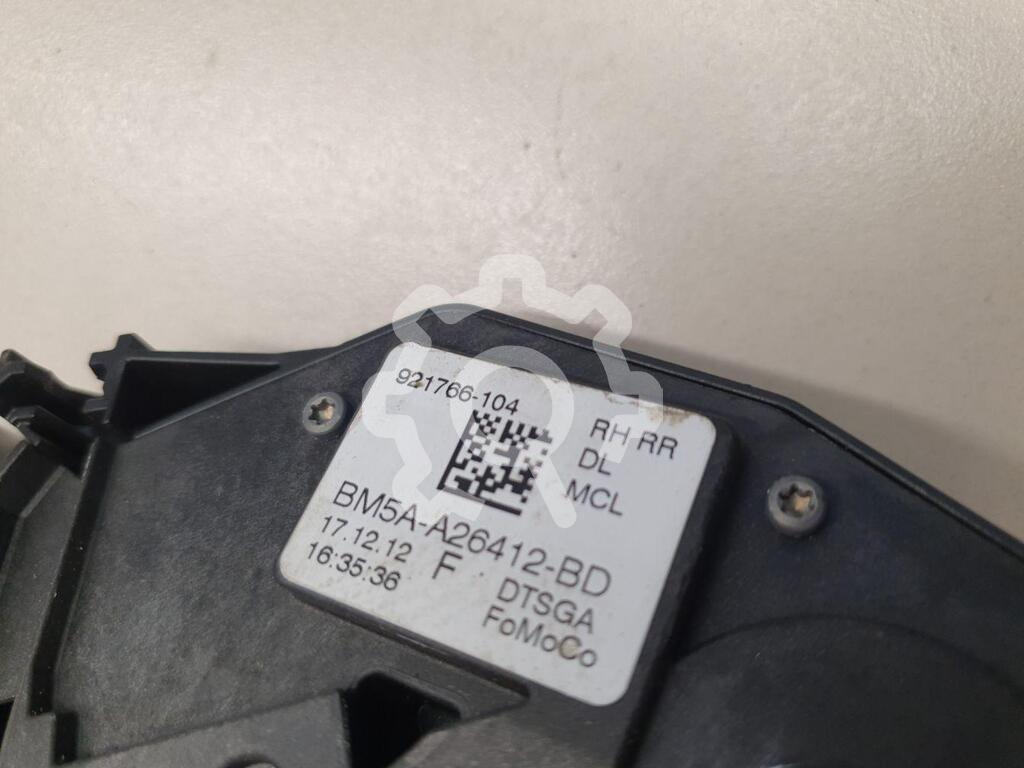 921766-104
RH RR
DL
MCL
BM5A-A26412-BD
17.12.12 F DTSGA
16:35:36 FoMoCo